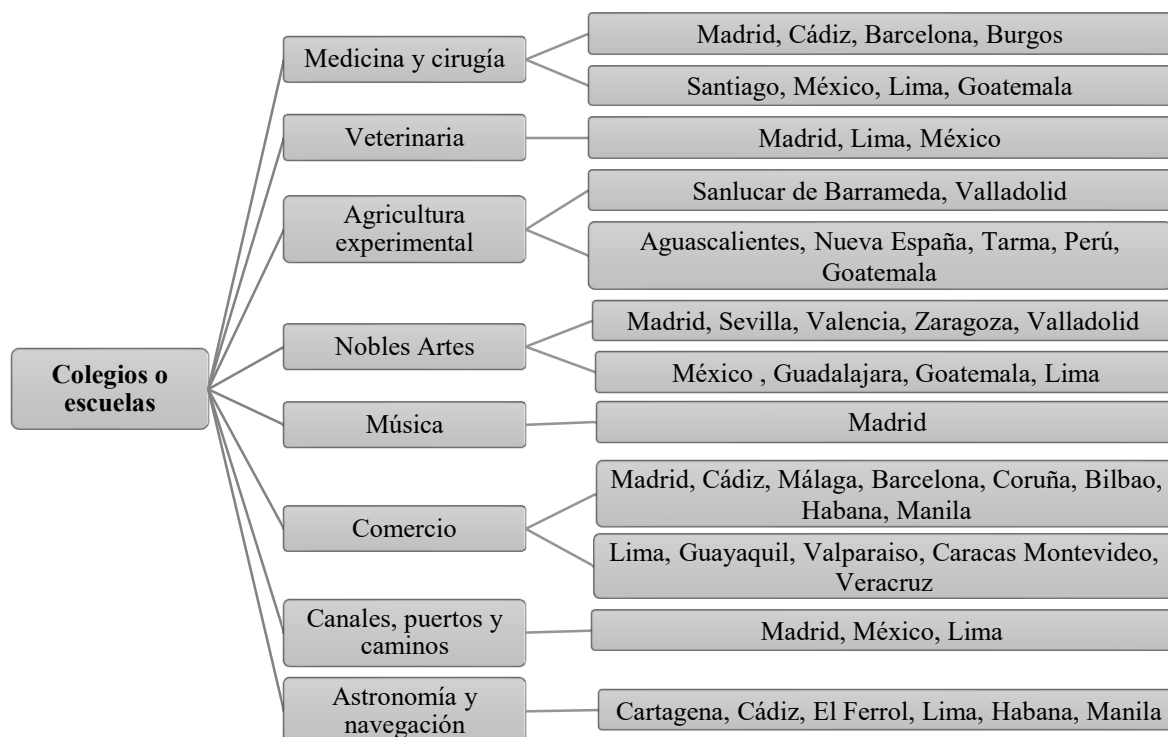 Colegios o
escuelas
Medicina y cirugía
Madrid, Cádiz, Barcelona, Burgos
Santiago, México, Lima, Goatemala
Veterinaria
Madrid, Lima, México
Agricultura
experimental
Sanlucar de Barrameda, Valladolid
Aguascalientes, Nueva España, Tarma, Perú,
Goatemala
Nobles Artes
Madrid, Sevilla, Valencia, Zaragoza, Valladolid
México , Guadalajara, Goatemala, Lima
Música
Madrid
Comercio
Madrid, Cádiz, Málaga, Barcelona, Coruña, Bilbao,
Habana, Manila
Lima, Guayaquil, Valparaiso, Caracas Montevideo,
Veracruz
Canales, puertos y
caminos
Madrid, México, Lima
Astronomía y
navegación
Cartagena, Cádiz, El Ferrol, Lima, Habana, Manila